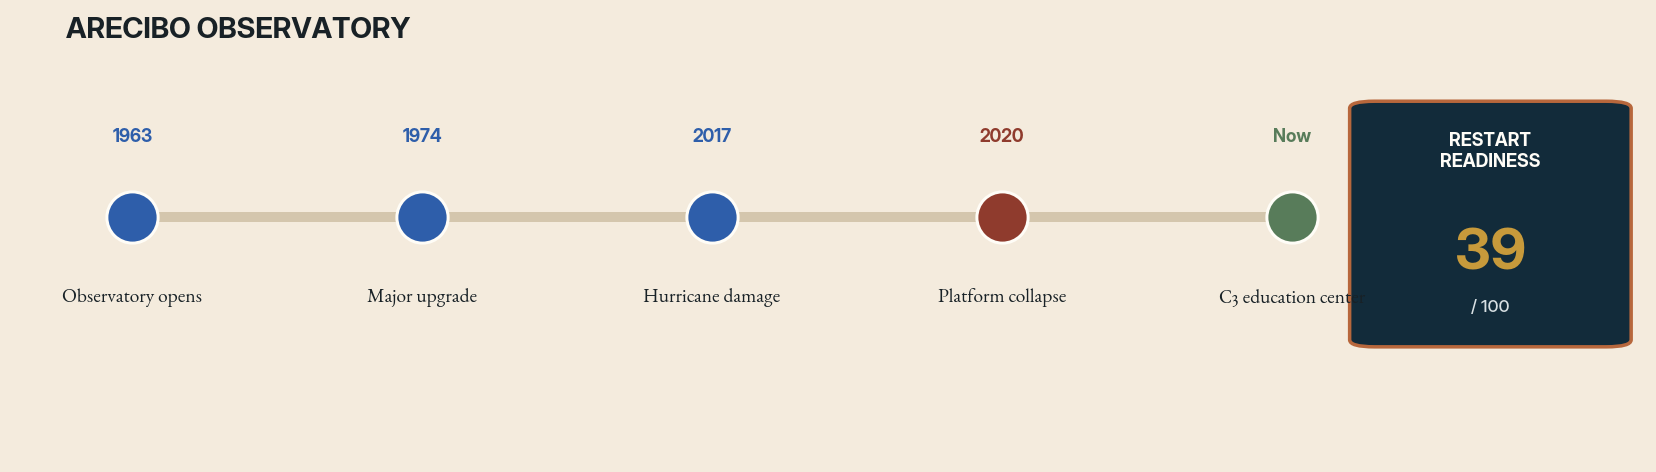 ARECIBO OBSERVATORY
1963
1974
2017
2020
Now
Observatory opens
Major upgrade
Hurricane damage
Platform collapse
C3 education center
RESTART
READINESS
39
/ 100